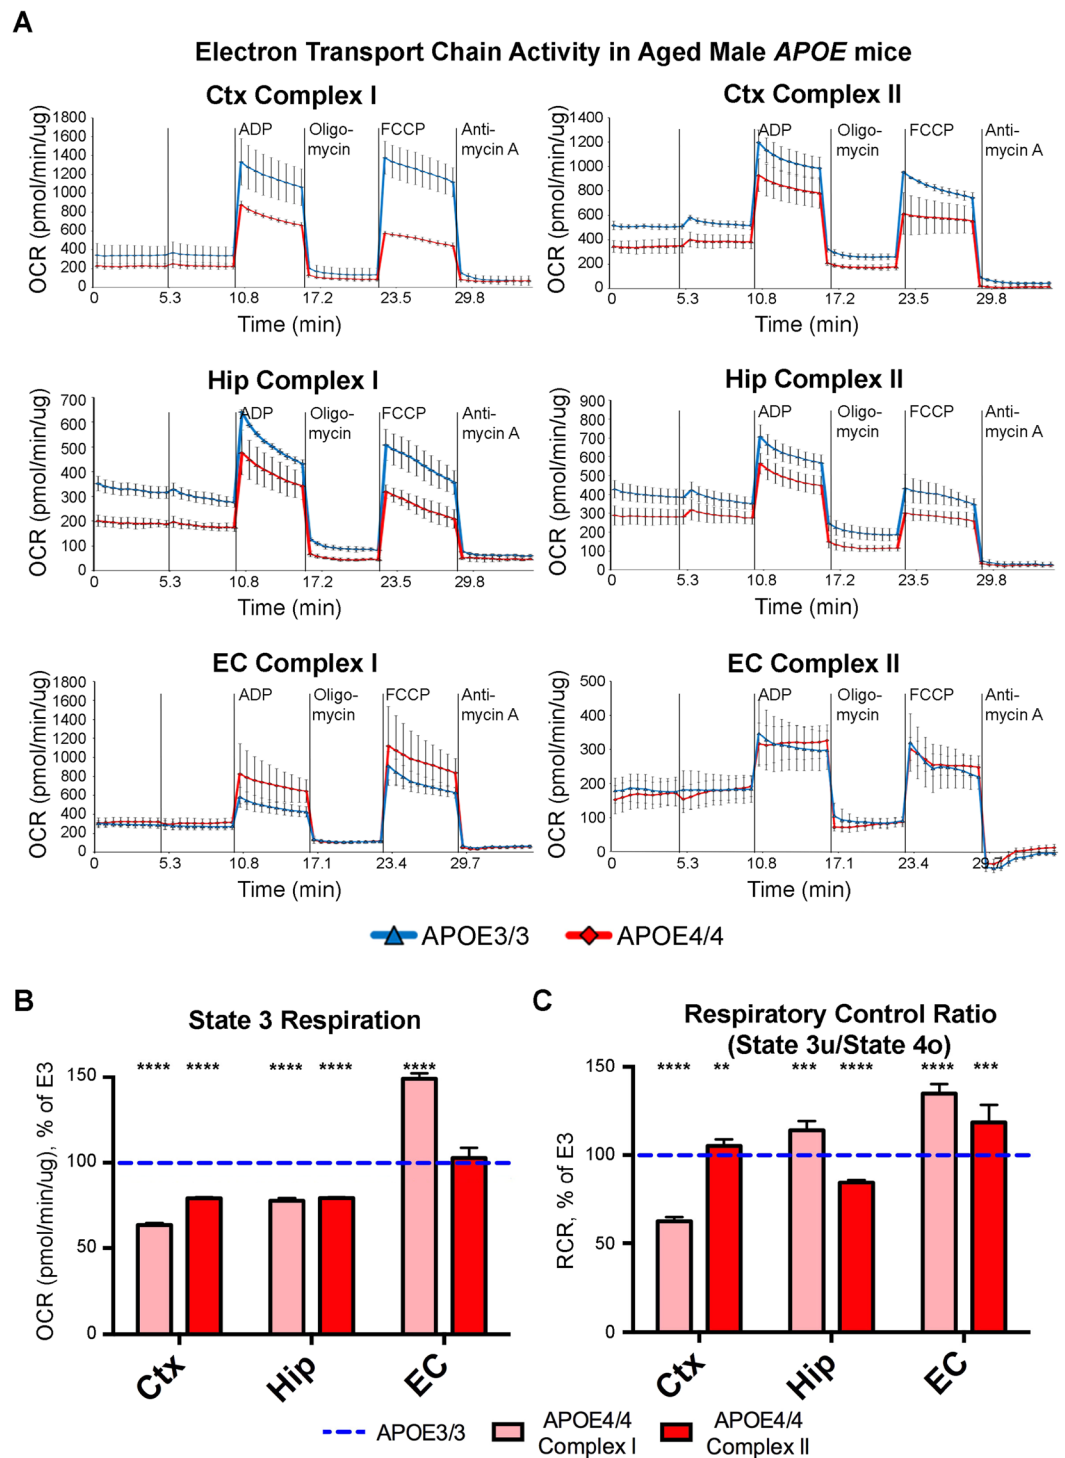 A
Electron Transport Chain Activity in Aged Male APOE mice
Ctx Complex I
OCR (pmol/min/ug)
1800
1600
1400
1200
1000
800
600
400
200
0
ADP
Oligo-
mycin
FCCP
Anti-
mycin A
0 5.3 10.8 17.2 23.5 29.8
Time (min)
Ctx Complex II
OCR (pmol/min/ug)
1400
1200
1000
800
600
400
200
0
ADP
Oligo-
mycin
FCCP
Anti-
mycin A
0 5.3 10.8 17.2 23.5 29.8
Time (min)
Hip Complex I
OCR (pmol/min/ug)
700
600
500
400
300
200
100
0
ADP
Oligo-
mycin
FCCP
Anti-
mycin A
0 5.3 10.8 17.2 23.5 29.8
Time (min)
Hip Complex II
OCR (pmol/min/ug)
900
800
700
600
500
400
300
200
100
0
ADP
Oligo-
mycin
FCCP
Anti-
mycin A
0 5.3 10.8 17.2 23.5 29.8
Time (min)
EC Complex I
OCR (pmol/min/ug)
1800
1600
1400
1200
1000
800
600
400
200
0
ADP
Oligo-
mycin
FCCP
Anti-
mycin A
0 5.3 10.8 17.1 23.4 29.7
Time (min)
EC Complex II
OCR (pmol/min/ug)
500
400
300
200
100
0
ADP
Oligo-
mycin
FCCP
Anti-
mycin A
0 5.3 10.8 17.1 23.4
Time (min)
APOE3/3 APOE4/4
B
State 3 Respiration
OCR (pmol/min/ug), % of E3
150
100
50
0
**** **** **** **** ****
Ctx Hip EC
C
Respiratory Control Ratio
(State 3u/State 4o)
RCR, % of E3
150
100
50
0
**** ** *** **** **** ***
Ctx Hip EC
APOE3/3
APOE4/4
Complex I
APOE4/4
Complex II